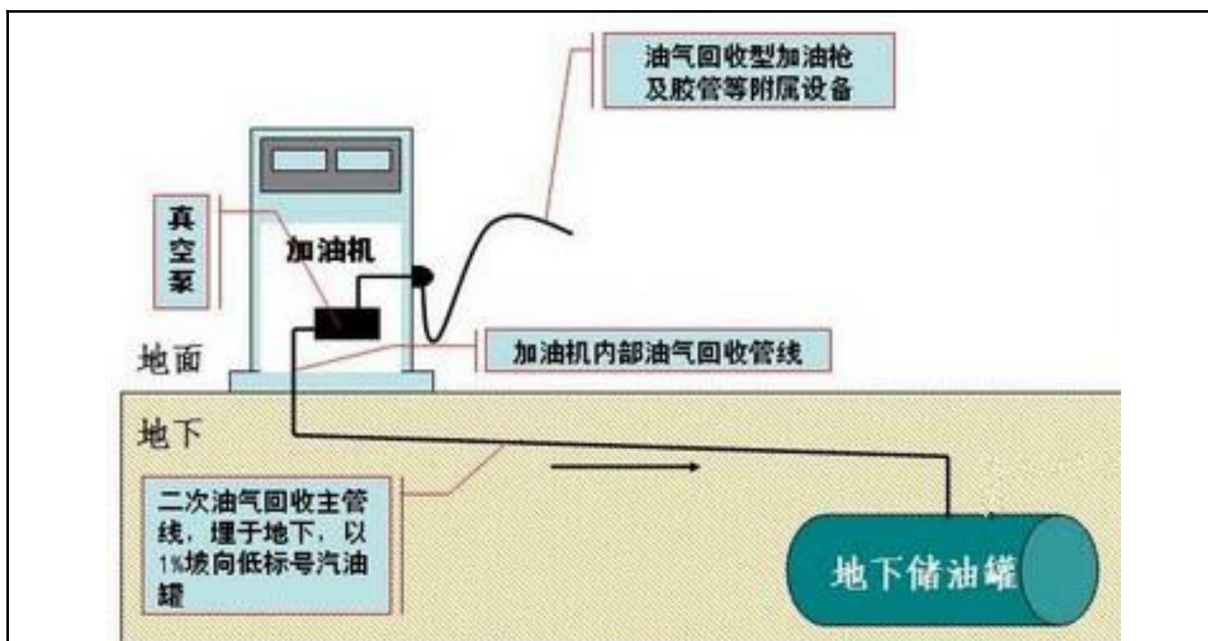 油气回收型加油枪
及胶管等附属设备
真
空
泵
加油机
加油机内部油气回收管线
地面
地下
二次油气回收主管
线，埋于地下，以
1%坡向低标号汽油
罐
地下储油罐